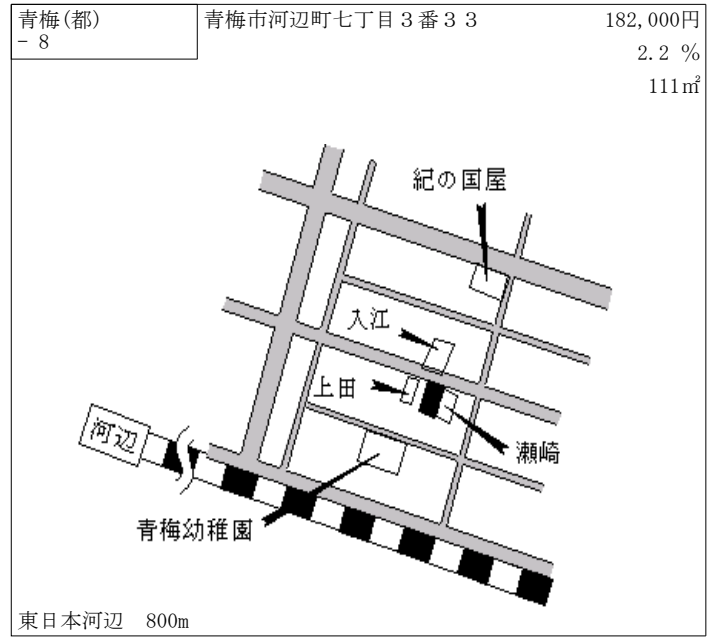 青梅(都)
- 8
青梅市河辺町七丁目３番３３
182,000円
2.2 %
111㎡
紀の国屋
入江
上田
瀬崎
河辺
青梅幼稚園
東日本河辺 800m